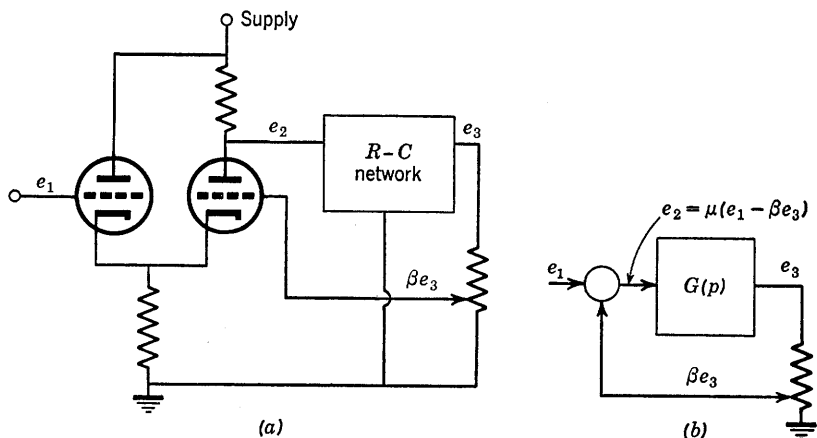 Supply
e₁
e₂
R-C
network
e₃
βe₃
(a)
e₂ = μ(e₁ − βe₃)
e₁
G(p)
e₃
βe₃
(b)